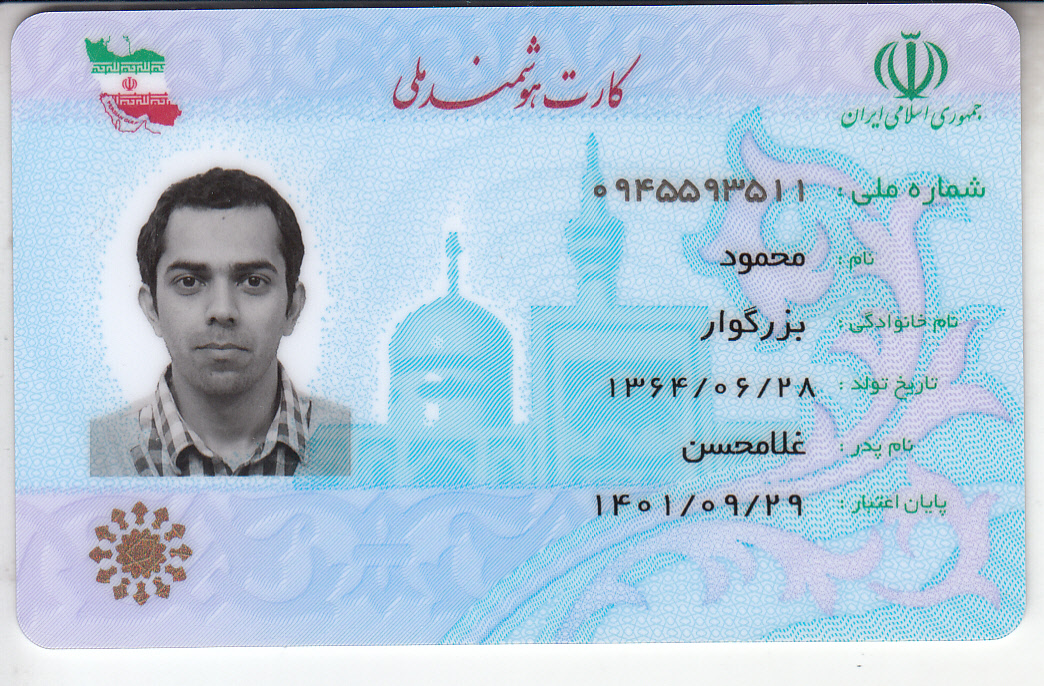 کارت هوشمند ملی
جمهوری اسلامی ایران
شماره ملی: ۰۹۴۵۵۹۳۵۱۱
نام: محمود
نام خانوادگی: بزرگوار
تاریخ تولد: ۱۳۶۴/۰۶/۲۸
نام پدر: غلامحسن
پایان اعتبار: ۱۴۰۱/۰۹/۲۹